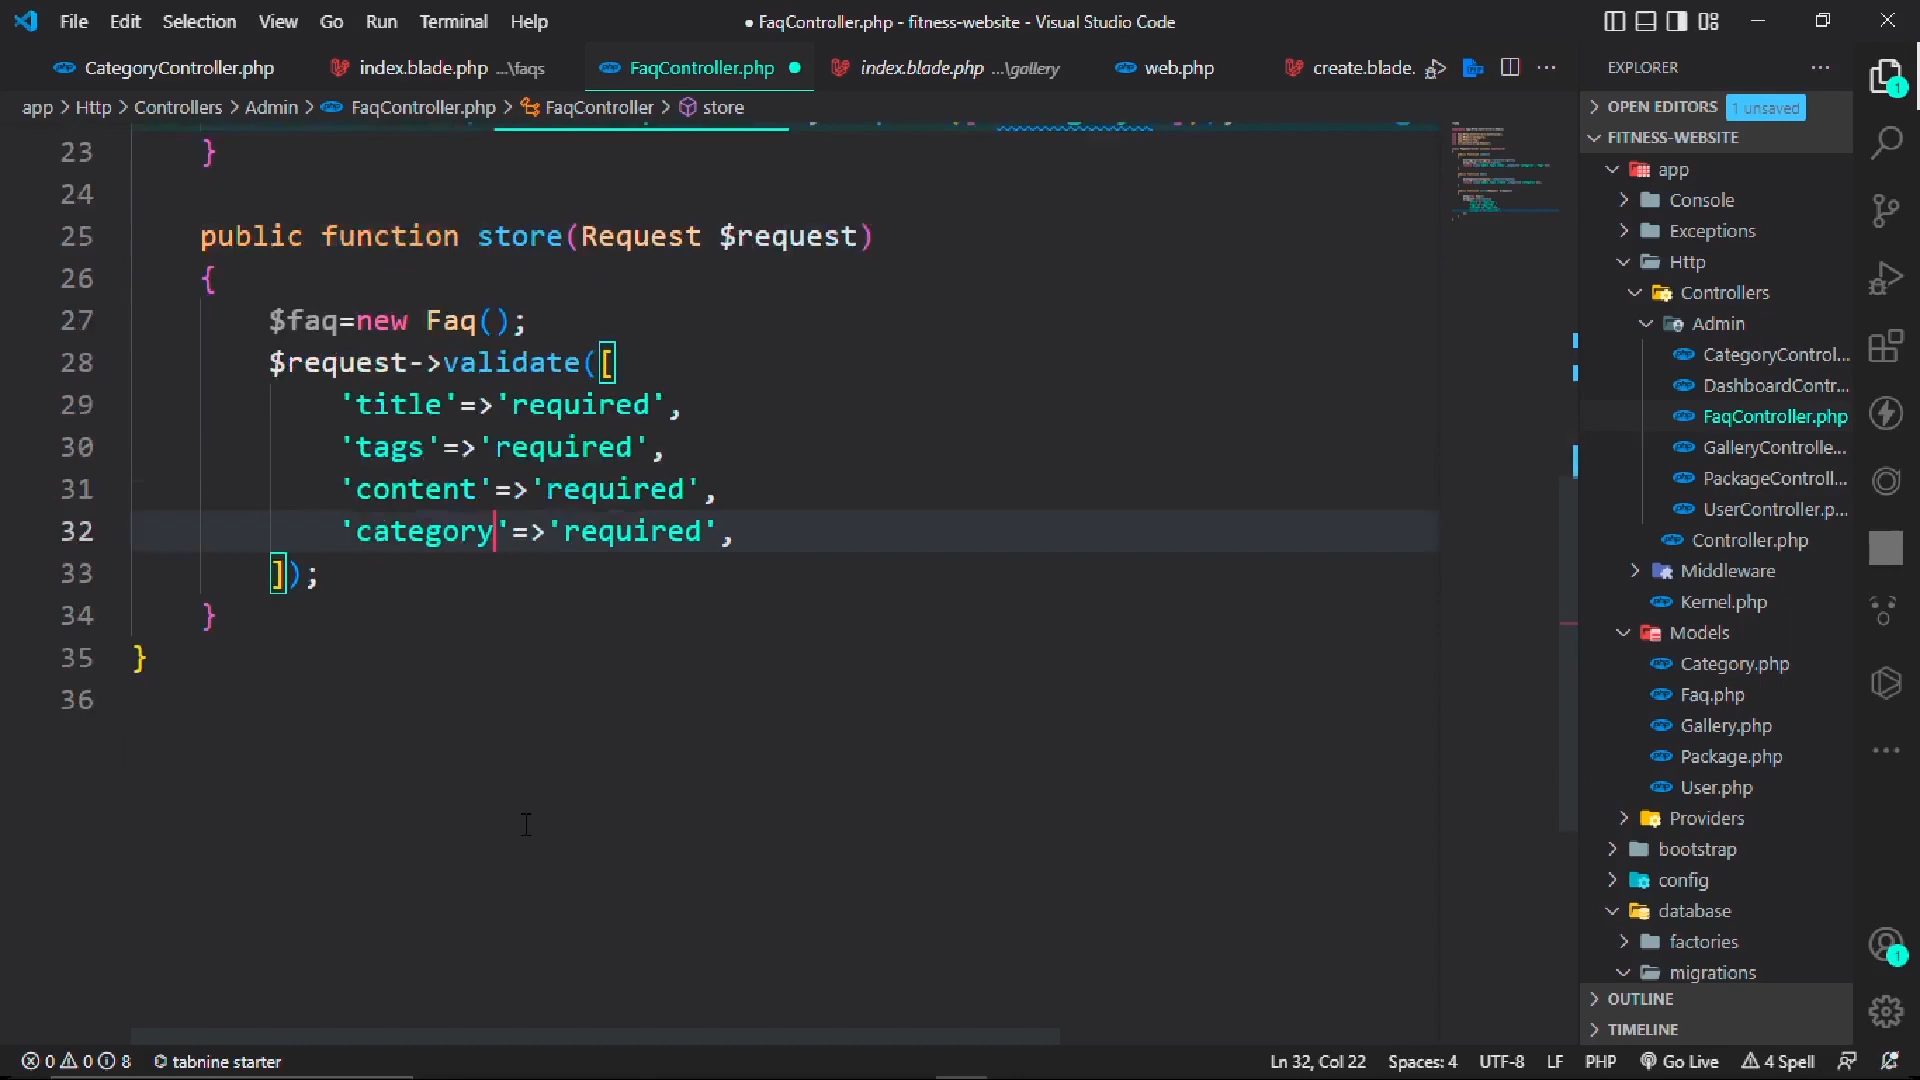 File Edit Selection View Go Run Terminal Help
● FaqController.php - fitness-website - Visual Studio Code
CategoryController.php
index.blade.php ...\faqs
FaqController.php
index.blade.php ...\gallery
web.php
create.blade.
app > Http > Controllers > Admin > FaqController.php > FaqController > store
23 }
24
25 public function store(Request $request)
26 {
27 $faq=new Faq();
28 $request->validate([
29 'title'=>'required',
30 'tags'=>'required',
31 'content'=>'required',
32 'category'=>'required',
33 ]);
34 }
35 }
36
EXPLORER
OPEN EDITORS 1 unsaved
FITNESS-WEBSITE
app
Console
Exceptions
Http
Controllers
Admin
CategoryControl...
DashboardContr...
FaqController.php
GalleryControlle...
PackageControll...
UserController.p...
Controller.php
Middleware
Kernel.php
Models
Category.php
Faq.php
Gallery.php
Package.php
User.php
Providers
bootstrap
config
database
factories
migrations
OUTLINE
TIMELINE
1
1
0 0 8 tabnine starter
Ln 32, Col 22 Spaces: 4 UTF-8 LF PHP Go Live 4 Spell